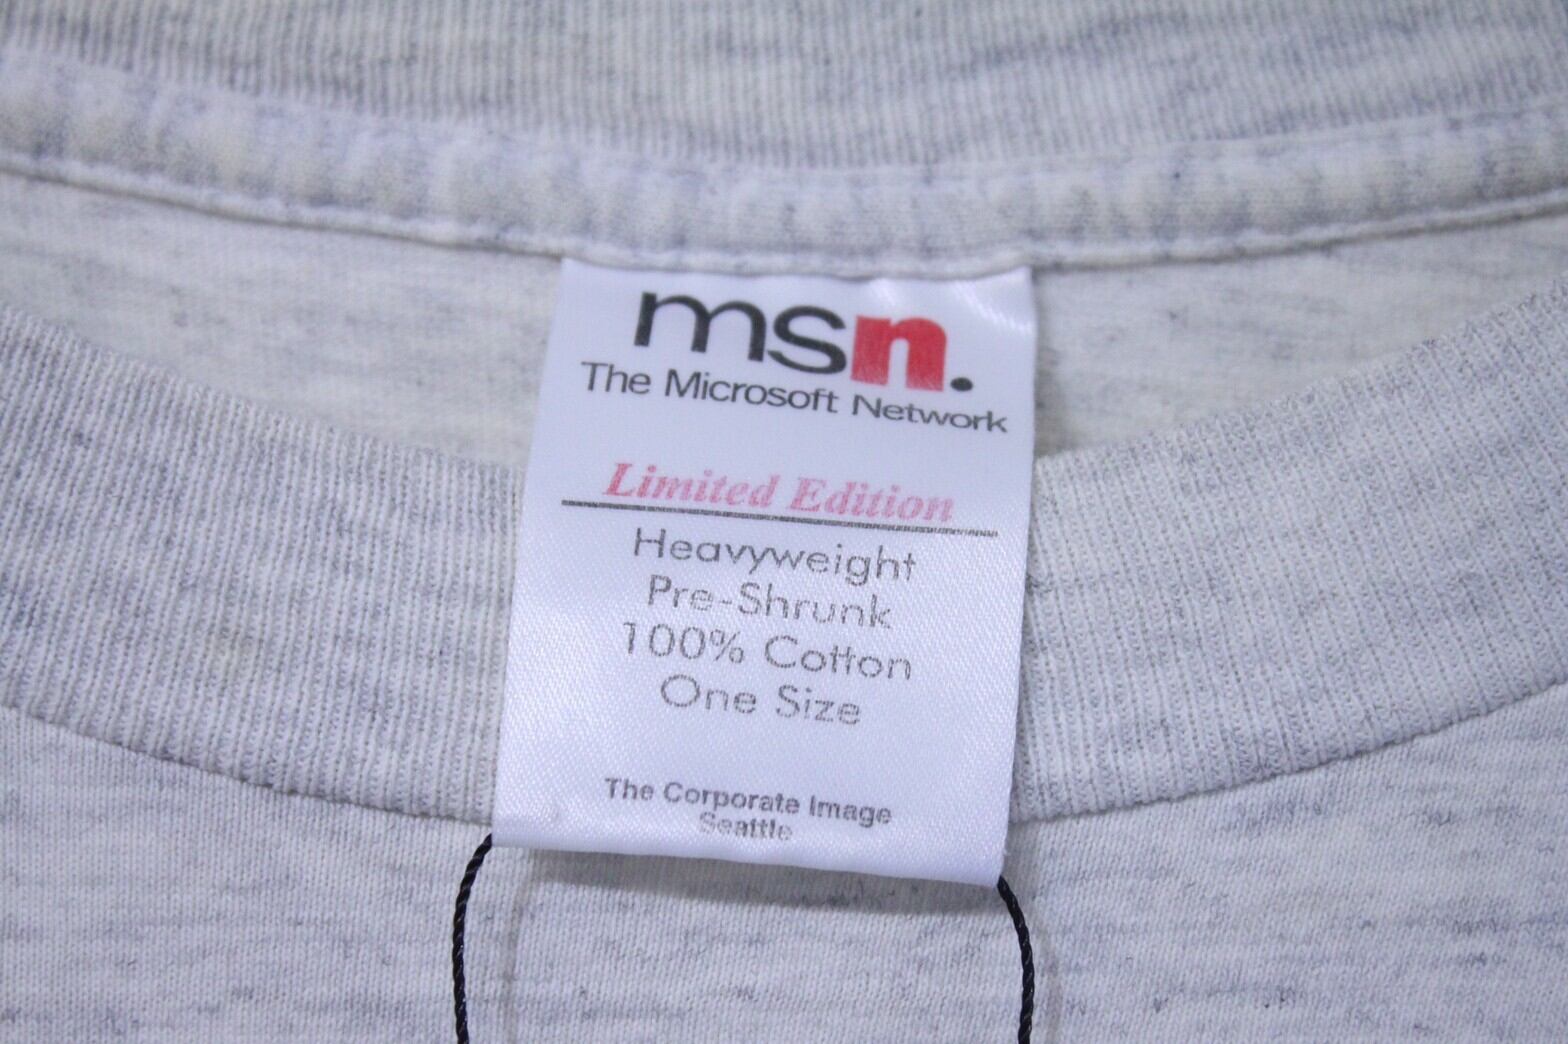 msn.
The Microsoft Network
Limited Edition
Heavyweight
Pre-Shrunk
100% Cotton
One Size
The Corporate Image
Seattle